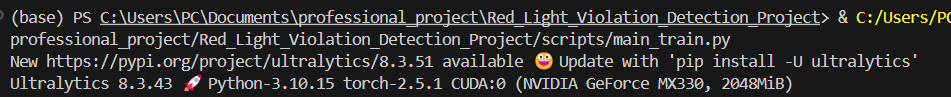 (base) PS C:\Users\PC\Documents\professional_project\Red_Light_Violation_Detection_Project> & C:/Users/PC
professional_project/Red_Light_Violation_Detection_Project/scripts/main_train.py
New https://pypi.org/project/ultralytics/8.3.51 available 😃 Update with 'pip install -U ultralytics'
Ultralytics 8.3.43 🚀 Python-3.10.15 torch-2.5.1 CUDA:0 (NVIDIA GeForce MX330, 2048MiB)